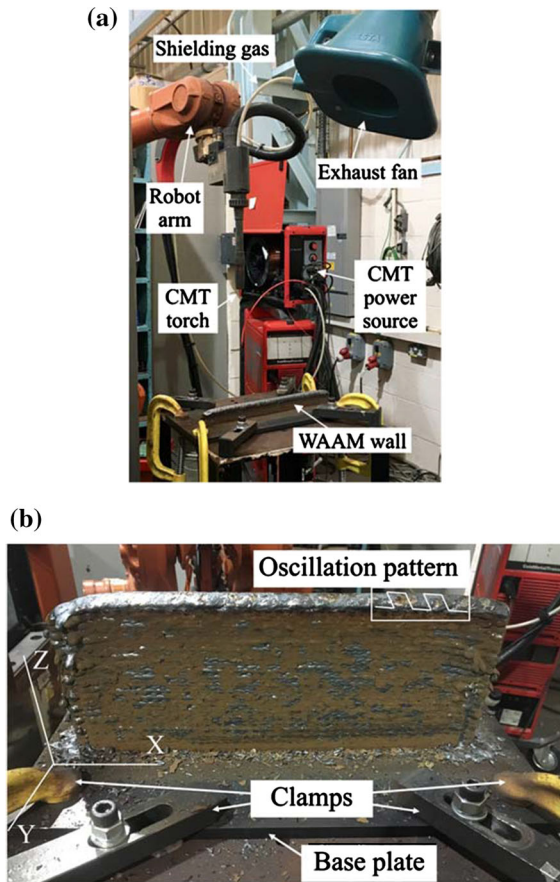 (a)
Shielding gas
Exhaust fan
Robot
arm
CMT
torch
CMT
power
source
WAAM wall
(b)
Oscillation pattern
Z
X
Y
Clamps
Base plate